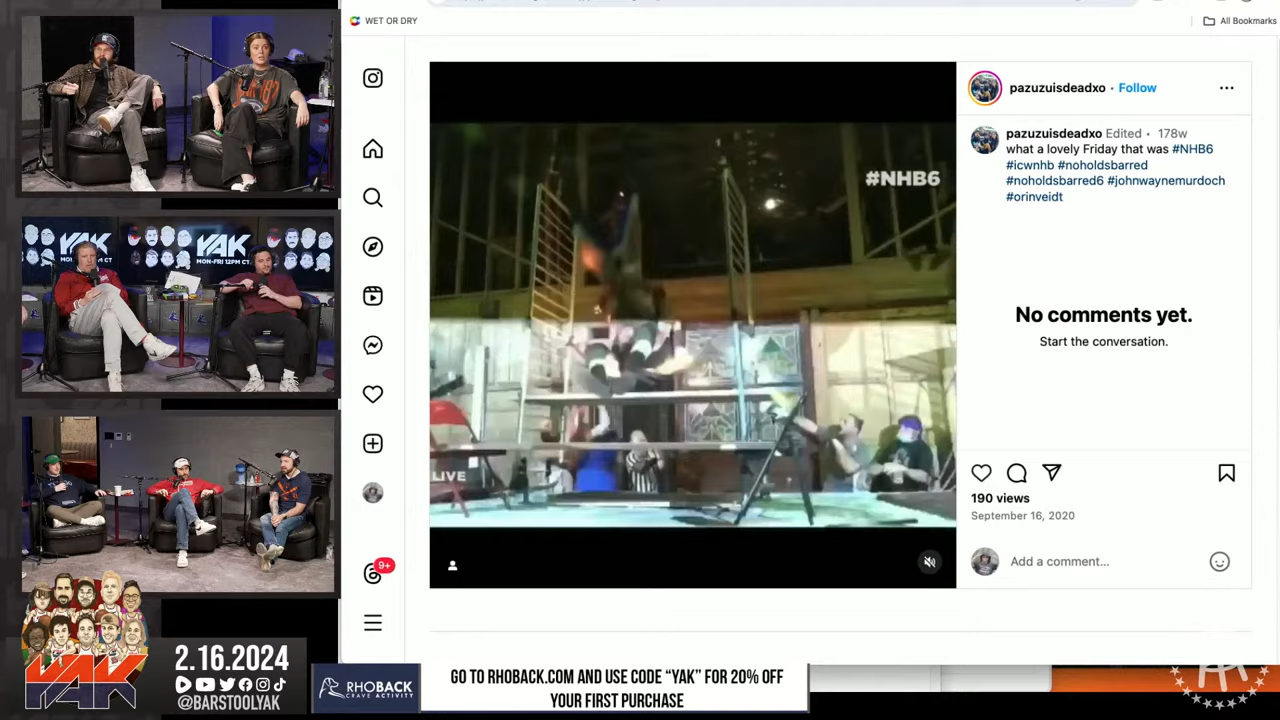 WET OR DRY
All Bookmarks
pazuzuisdeadxo • Follow
pazuzuisdeadxo Edited • 178w
what a lovely Friday that was #NHB6
#icwnhb #noholdsbarred
#noholdsbarred6 #johnwaynemurdoch
#orinveidt
#NHB6
LIVE
No comments yet.
Start the conversation.
190 views
September 16, 2020
Add a comment...
9+
YAK
MON-FRI 12PM CT
YAK
MON-FRI 12PM CT
YAK
2.16.2024
@BARSTOOLYAK
RHOBACK
CRAVE ACTIVITY
GO TO RHOBACK.COM AND USE CODE “YAK” FOR 20% OFF
YOUR FIRST PURCHASE